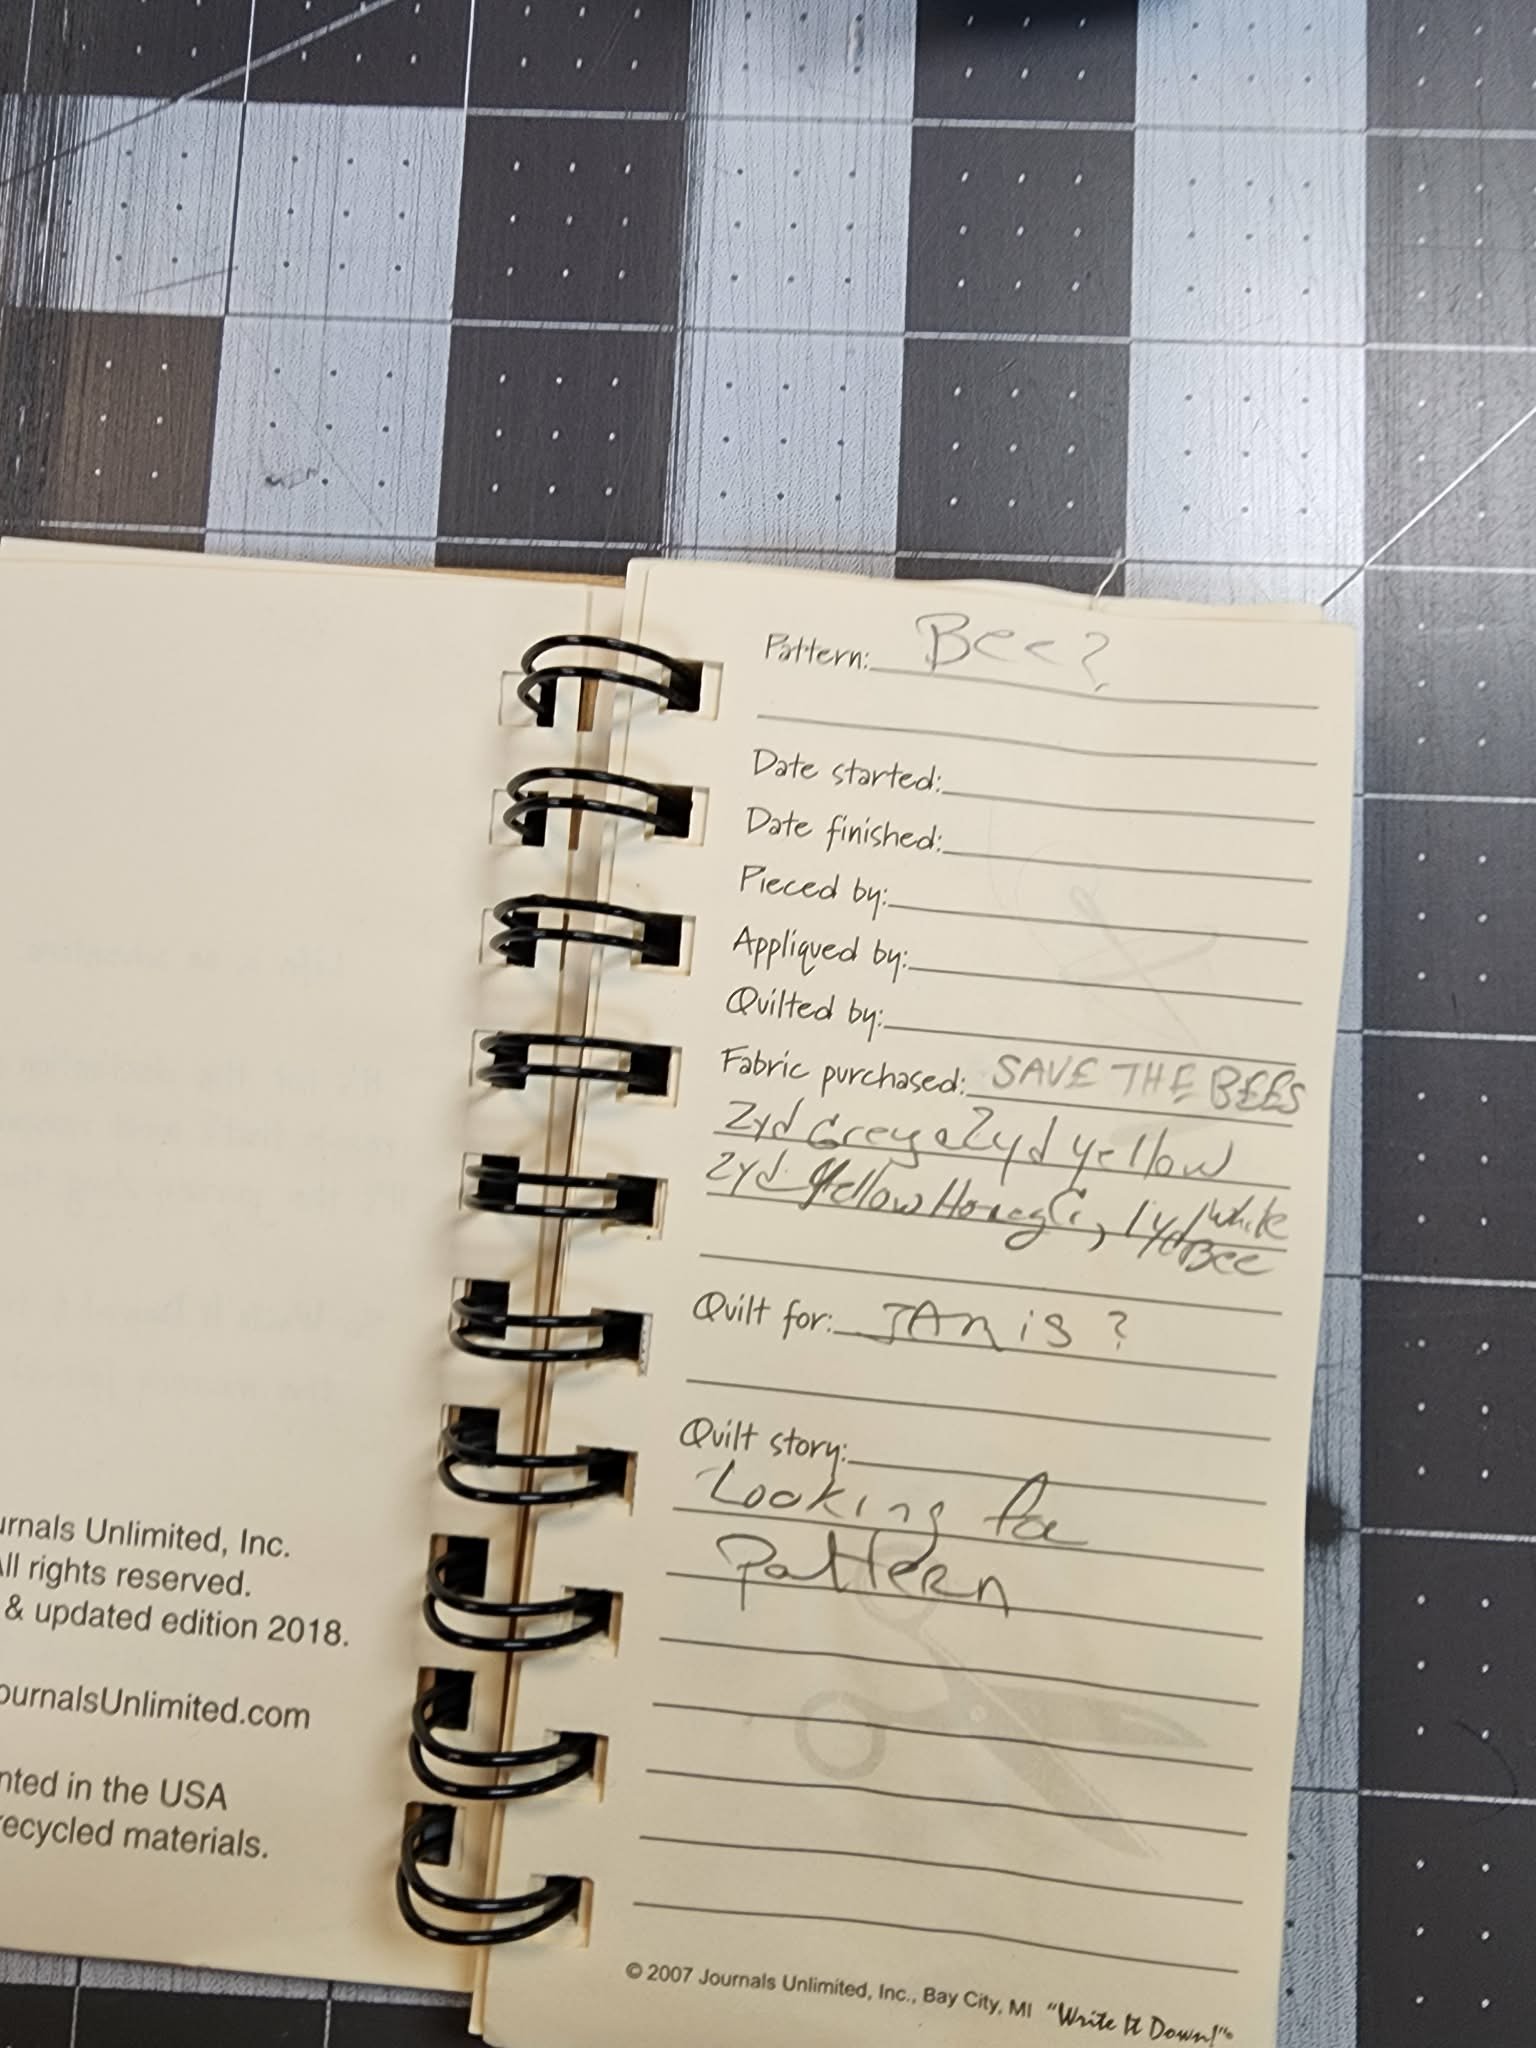 Pattern: Bee?
Date started:
Date finished:
Pieced by:
Appliqued by:
Quilted by:
Fabric purchased: SAVE THE BEES
2yd Grey 2yd yellow
2yd yellow Honey C, 1yd White
Bee
Quilt for: JAnis?
Quilt story:
Looking for
Pattern
© 2007 Journals Unlimited, Inc., Bay City, MI "Write It Down!"®
urnals Unlimited, Inc.
All rights reserved.
& updated edition 2018.
ournalsUnlimited.com
nted in the USA
ecycled materials.